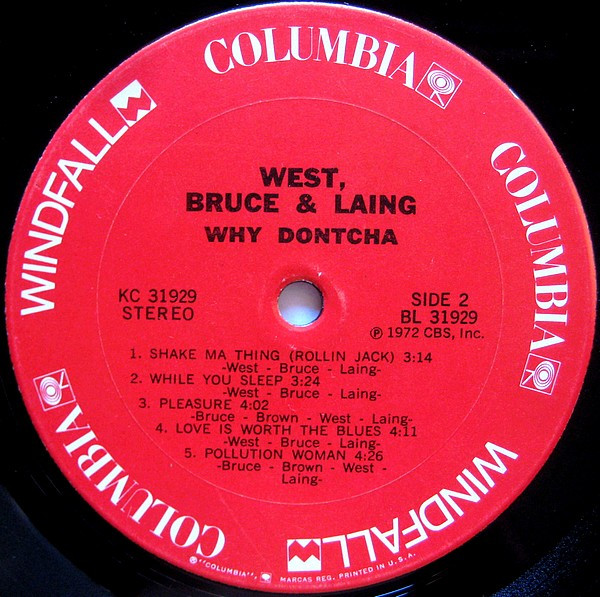 COLUMBIA
WINDFALL
COLUMBIA
WEST,
BRUCE & LAING
WHY DONTCHA
KC 31929
STEREO
SIDE 2
BL 31929
℗ 1972 CBS, Inc.
1. SHAKE MA THING (ROLLIN JACK) 3:14
-West - Bruce - Laing-
2. WHILE YOU SLEEP 3:24
-West - Bruce - Laing-
3. PLEASURE 4:02
-Bruce - Brown - West - Laing-
4. LOVE IS WORTH THE BLUES 4:11
-West - Bruce - Laing-
5. POLLUTION WOMAN 4:26
-Bruce - Brown - West -
Laing-
COLUMBIA
WINDFALL
®"COLUMBIA", MARCAS REG. PRINTED IN U.S.A.